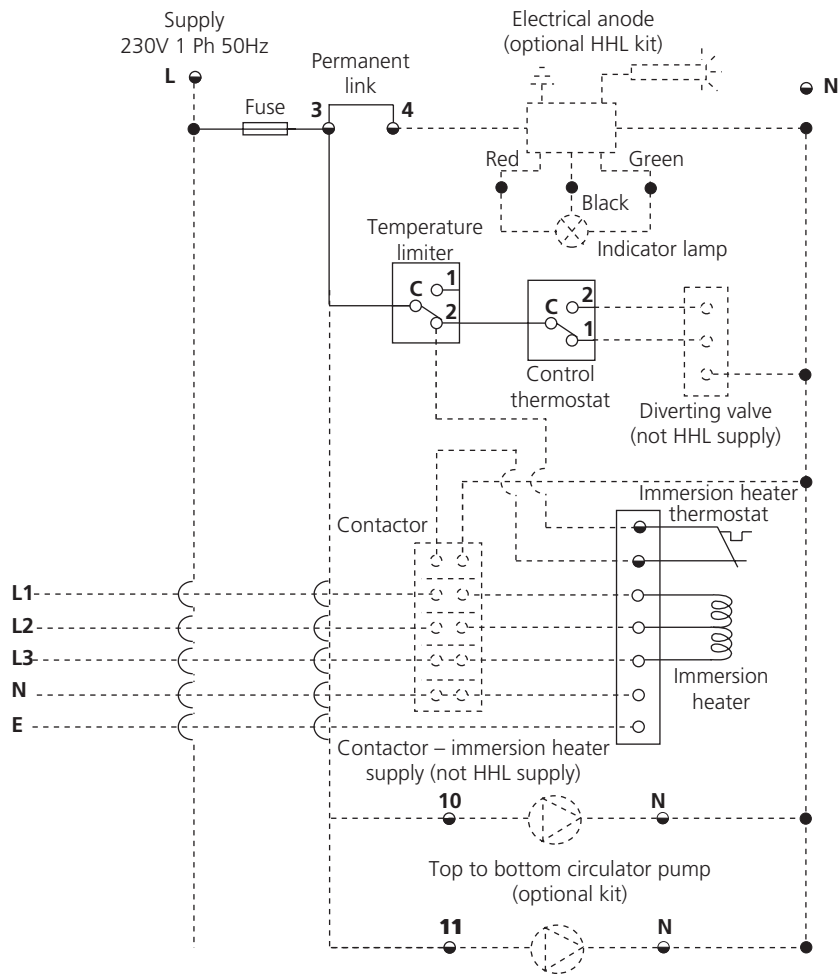 Supply
230V 1 Ph 50Hz
L
Electrical anode
(optional HHL kit)
N
Permanent
link
Fuse
3
4
Red
Green
Black
Indicator lamp
Temperature
limiter
C
1
2
C
2
1
Control
thermostat
Diverting valve
(not HHL supply)
Immersion heater
thermostat
Contactor
L1
L2
L3
N
E
Immersion
heater
Contactor – immersion heater
supply (not HHL supply)
10
N
Top to bottom circulator pump
(optional kit)
11
N